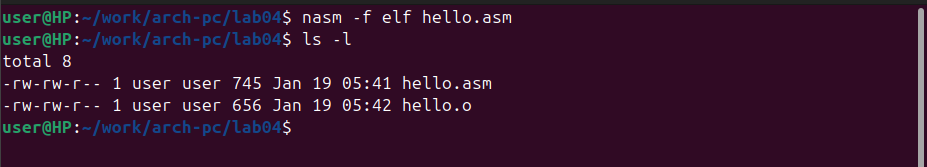 user@HP:~/work/arch-pc/lab04$ nasm -f elf hello.asm
user@HP:~/work/arch-pc/lab04$ ls -l
total 8
-rw-rw-r-- 1 user user 745 Jan 19 05:41 hello.asm
-rw-rw-r-- 1 user user 656 Jan 19 05:42 hello.o
user@HP:~/work/arch-pc/lab04$